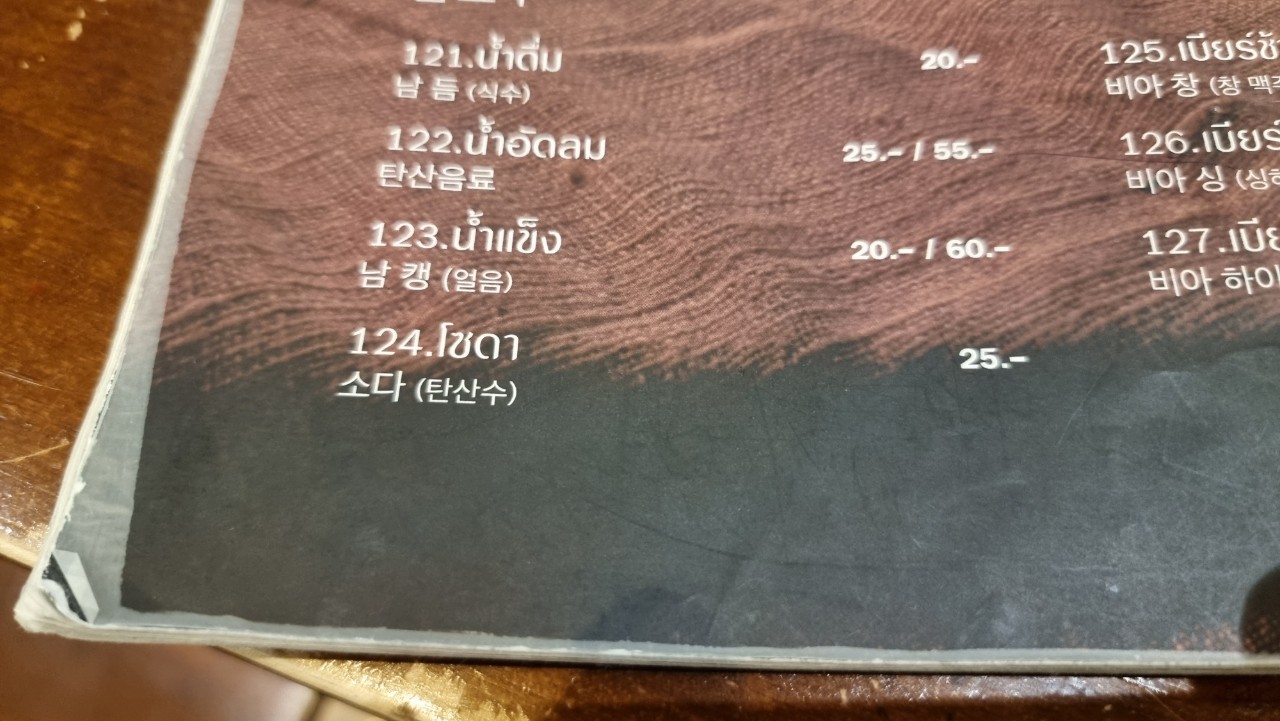 121.น้ำดื่ม 20.-
남 듬 (식수)
122.น้ำอัดลม 25.- / 55.-
탄산음료
123.น้ำแข็ง 20.- / 60.-
남 캥 (얼음)
124.โซดา 25.-
소다 (탄산수)
125.เบียร์ช้
비아 창 (창 맥
126.เบียร์
비아 싱 (싱
127.เบีย
비아 하이